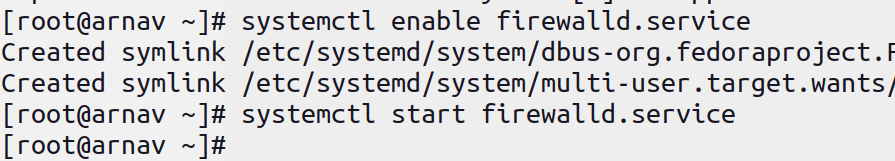 [root@arnav ~]# systemctl enable firewalld.service
Created symlink /etc/systemd/system/dbus-org.fedoraproject.F
Created symlink /etc/systemd/system/multi-user.target.wants/
[root@arnav ~]# systemctl start firewalld.service
[root@arnav ~]#